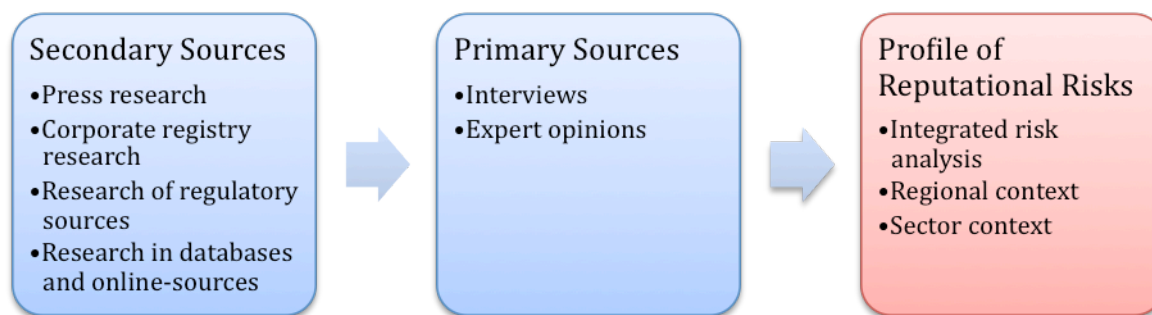 Secondary Sources
•Press research
•Corporate registry
research
•Research of regulatory
sources
•Research in databases
and online-sources
Primary Sources
•Interviews
•Expert opinions
Profile of
Reputational Risks
•Integrated risk
analysis
•Regional context
•Sector context